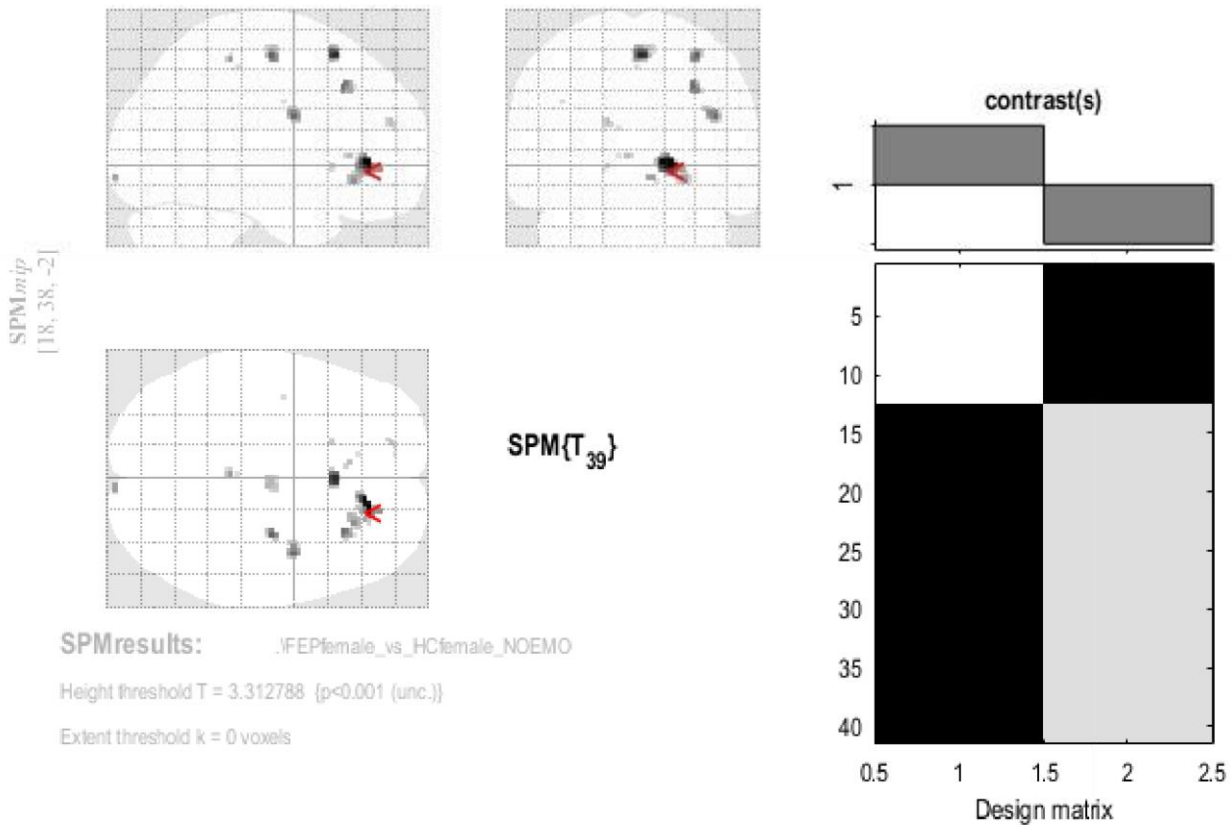 contrast(s)
1
SPMmip
[18, 38, -2]
<
<
<
SPM{T39}
5
10
15
20
25
30
35
40
0.5 1 1.5 2 2.5
Design matrix
SPMresults: .\FEPfemale_vs_HCfemale_NOEMO
Height threshold T = 3.312788 {p<0.001 (unc.)}
Extent threshold k = 0 voxels